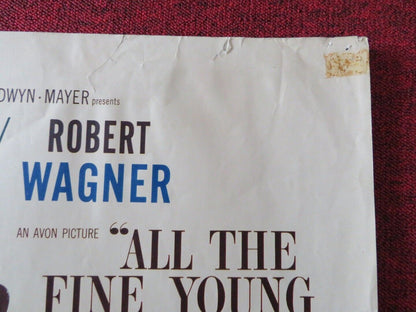 DWYN-MAYER presents
ROBERT
WAGNER
AN AVON PICTURE “ALL THE
FINE YOUNG